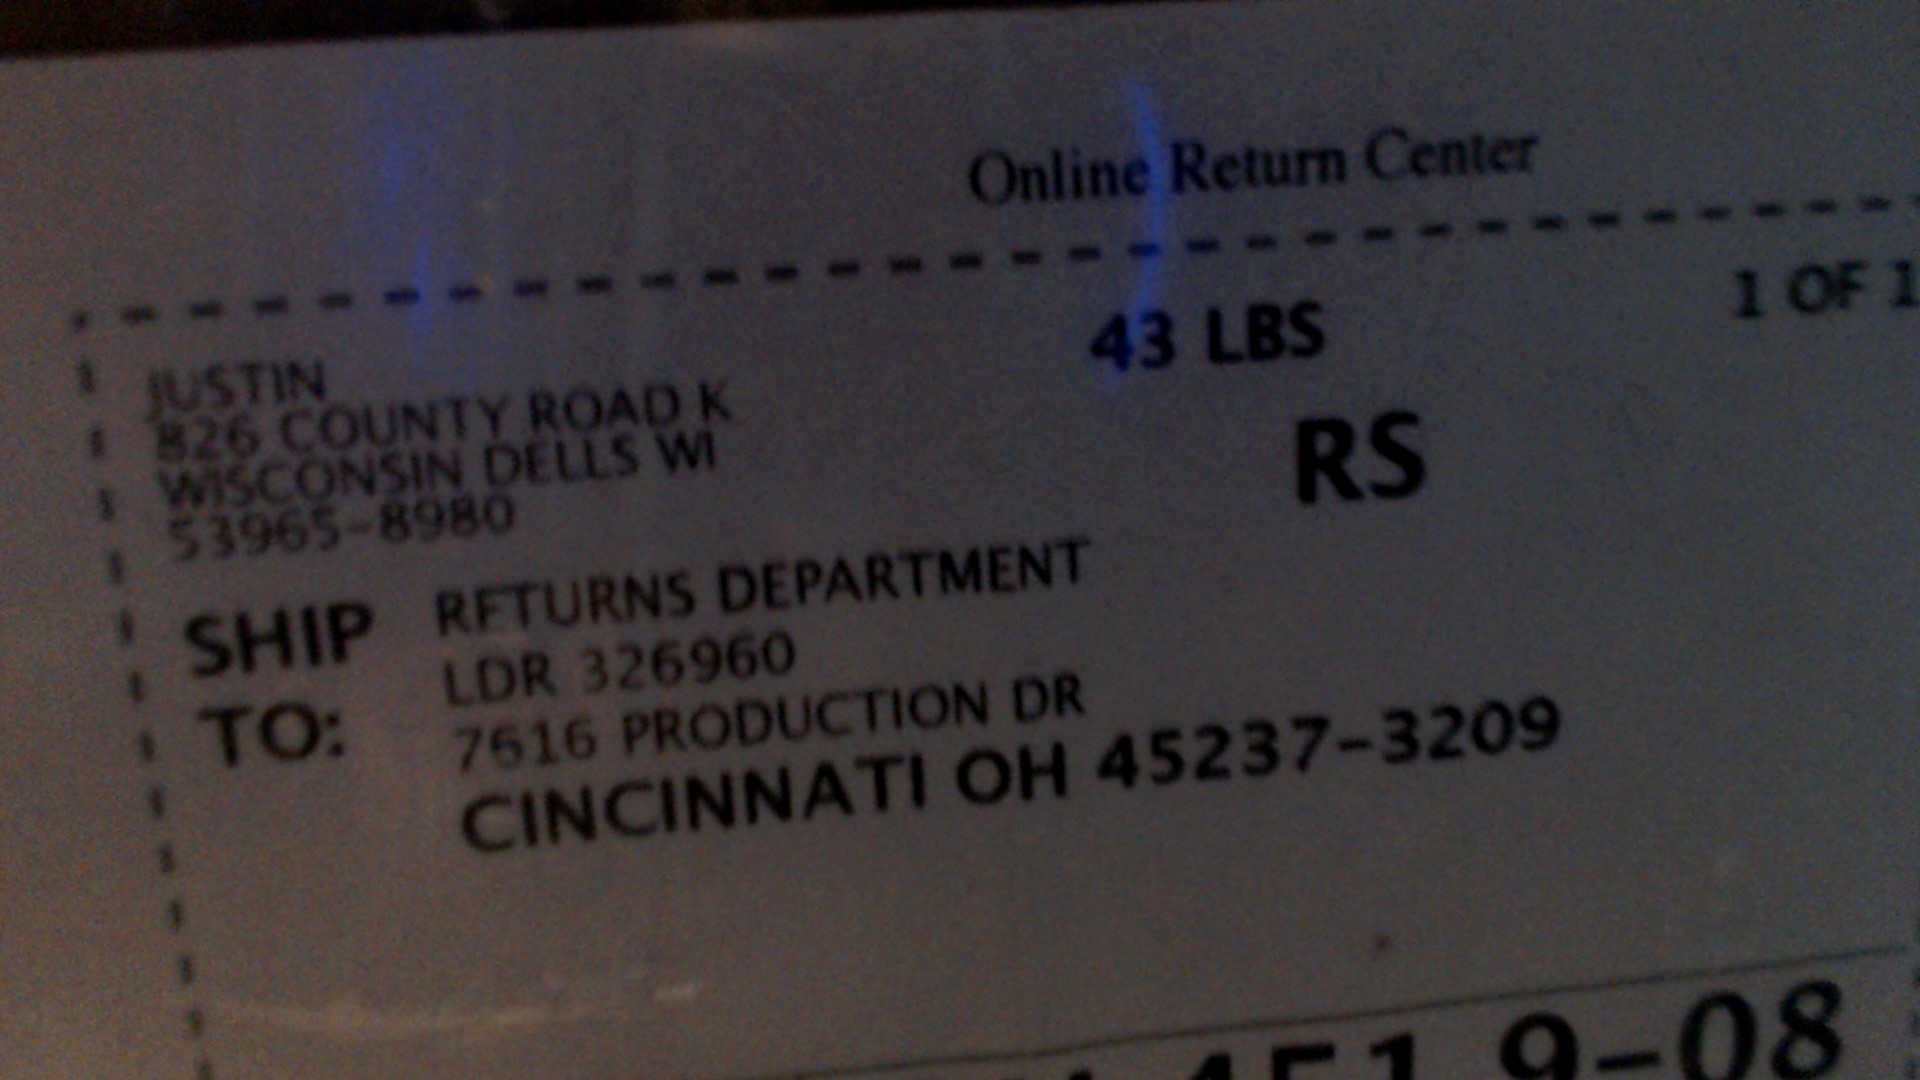 Online Return Center
43 LBS
1 OF 1
JUSTIN
826 COUNTY ROAD K
WISCONSIN DELLS WI
53965-8980
RS
SHIP TO:
RETURNS DEPARTMENT
LDR 326960
7616 PRODUCTION DR
CINCINNATI OH 45237-3209
451 9-08